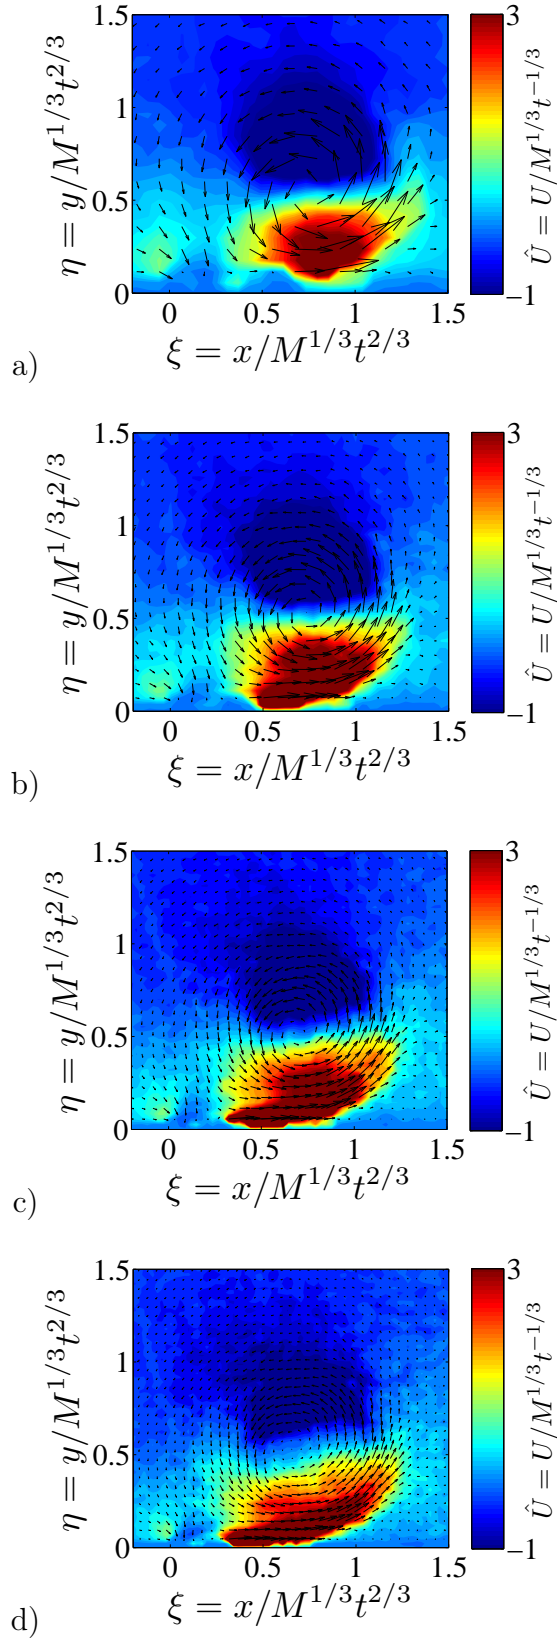 1.5
1
0.5
0
0 0.5 1 1.5
η = y/M^{1/3}t^{2/3}
ξ = x/M^{1/3}t^{2/3}
3
−1
Û = U/M^{1/3}t^{−1/3}
a)
1.5
1
0.5
0
0 0.5 1 1.5
η = y/M^{1/3}t^{2/3}
ξ = x/M^{1/3}t^{2/3}
3
−1
Û = U/M^{1/3}t^{−1/3}
b)
1.5
1
0.5
0
0 0.5 1 1.5
η = y/M^{1/3}t^{2/3}
ξ = x/M^{1/3}t^{2/3}
3
−1
Û = U/M^{1/3}t^{−1/3}
c)
1.5
1
0.5
0
0 0.5 1 1.5
η = y/M^{1/3}t^{2/3}
ξ = x/M^{1/3}t^{2/3}
3
−1
Û = U/M^{1/3}t^{−1/3}
d)